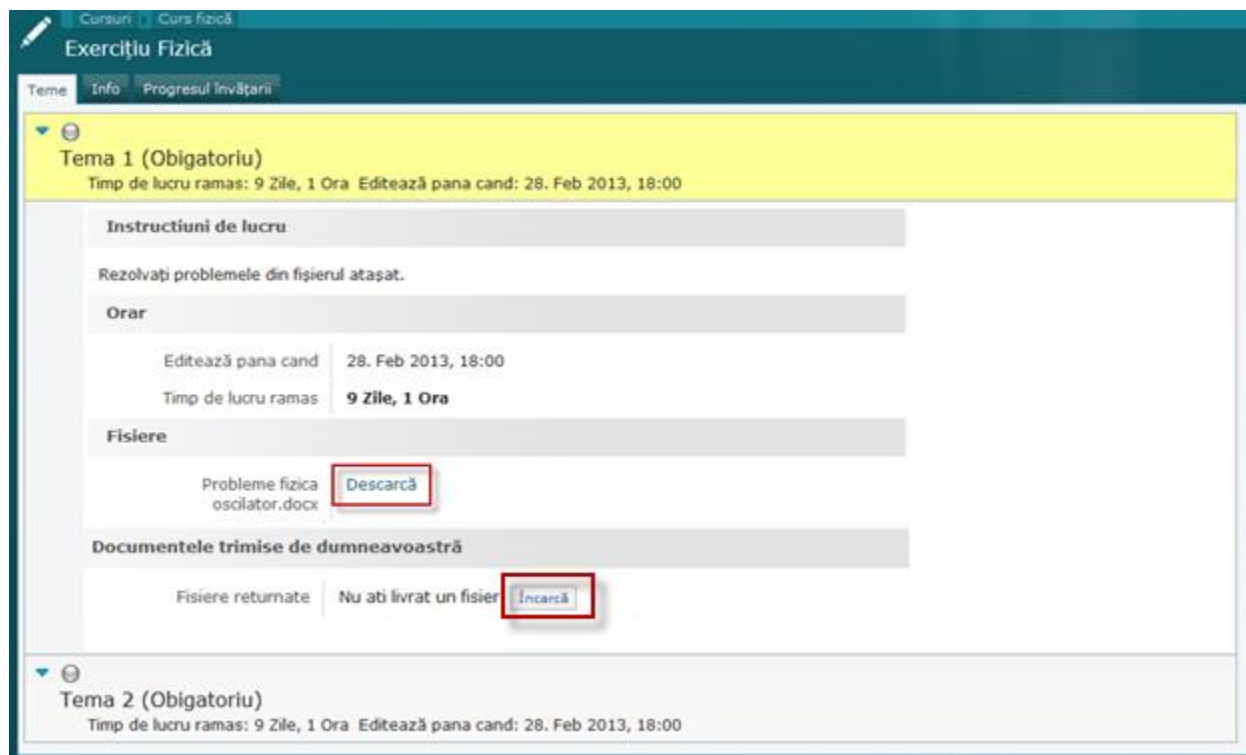 Cursuri Curs fizică
Exercițiu Fizică
Teme Info Progresul învățarii
Tema 1 (Obigatoriu)
Timp de lucru ramas: 9 Zile, 1 Ora Editează pana cand: 28. Feb 2013, 18:00
Instructiuni de lucru
Rezolvați problemele din fișierul atașat.
Orar
Editează pana cand 28. Feb 2013, 18:00
Timp de lucru ramas 9 Zile, 1 Ora
Fisiere
Probleme fizica Descarcă
oscilator.docx
Documentele trimise de dumneavoastră
Fisiere returnate Nu ati livrat un fisier Încarcă
Tema 2 (Obigatoriu)
Timp de lucru ramas: 9 Zile, 1 Ora Editează pana cand: 28. Feb 2013, 18:00